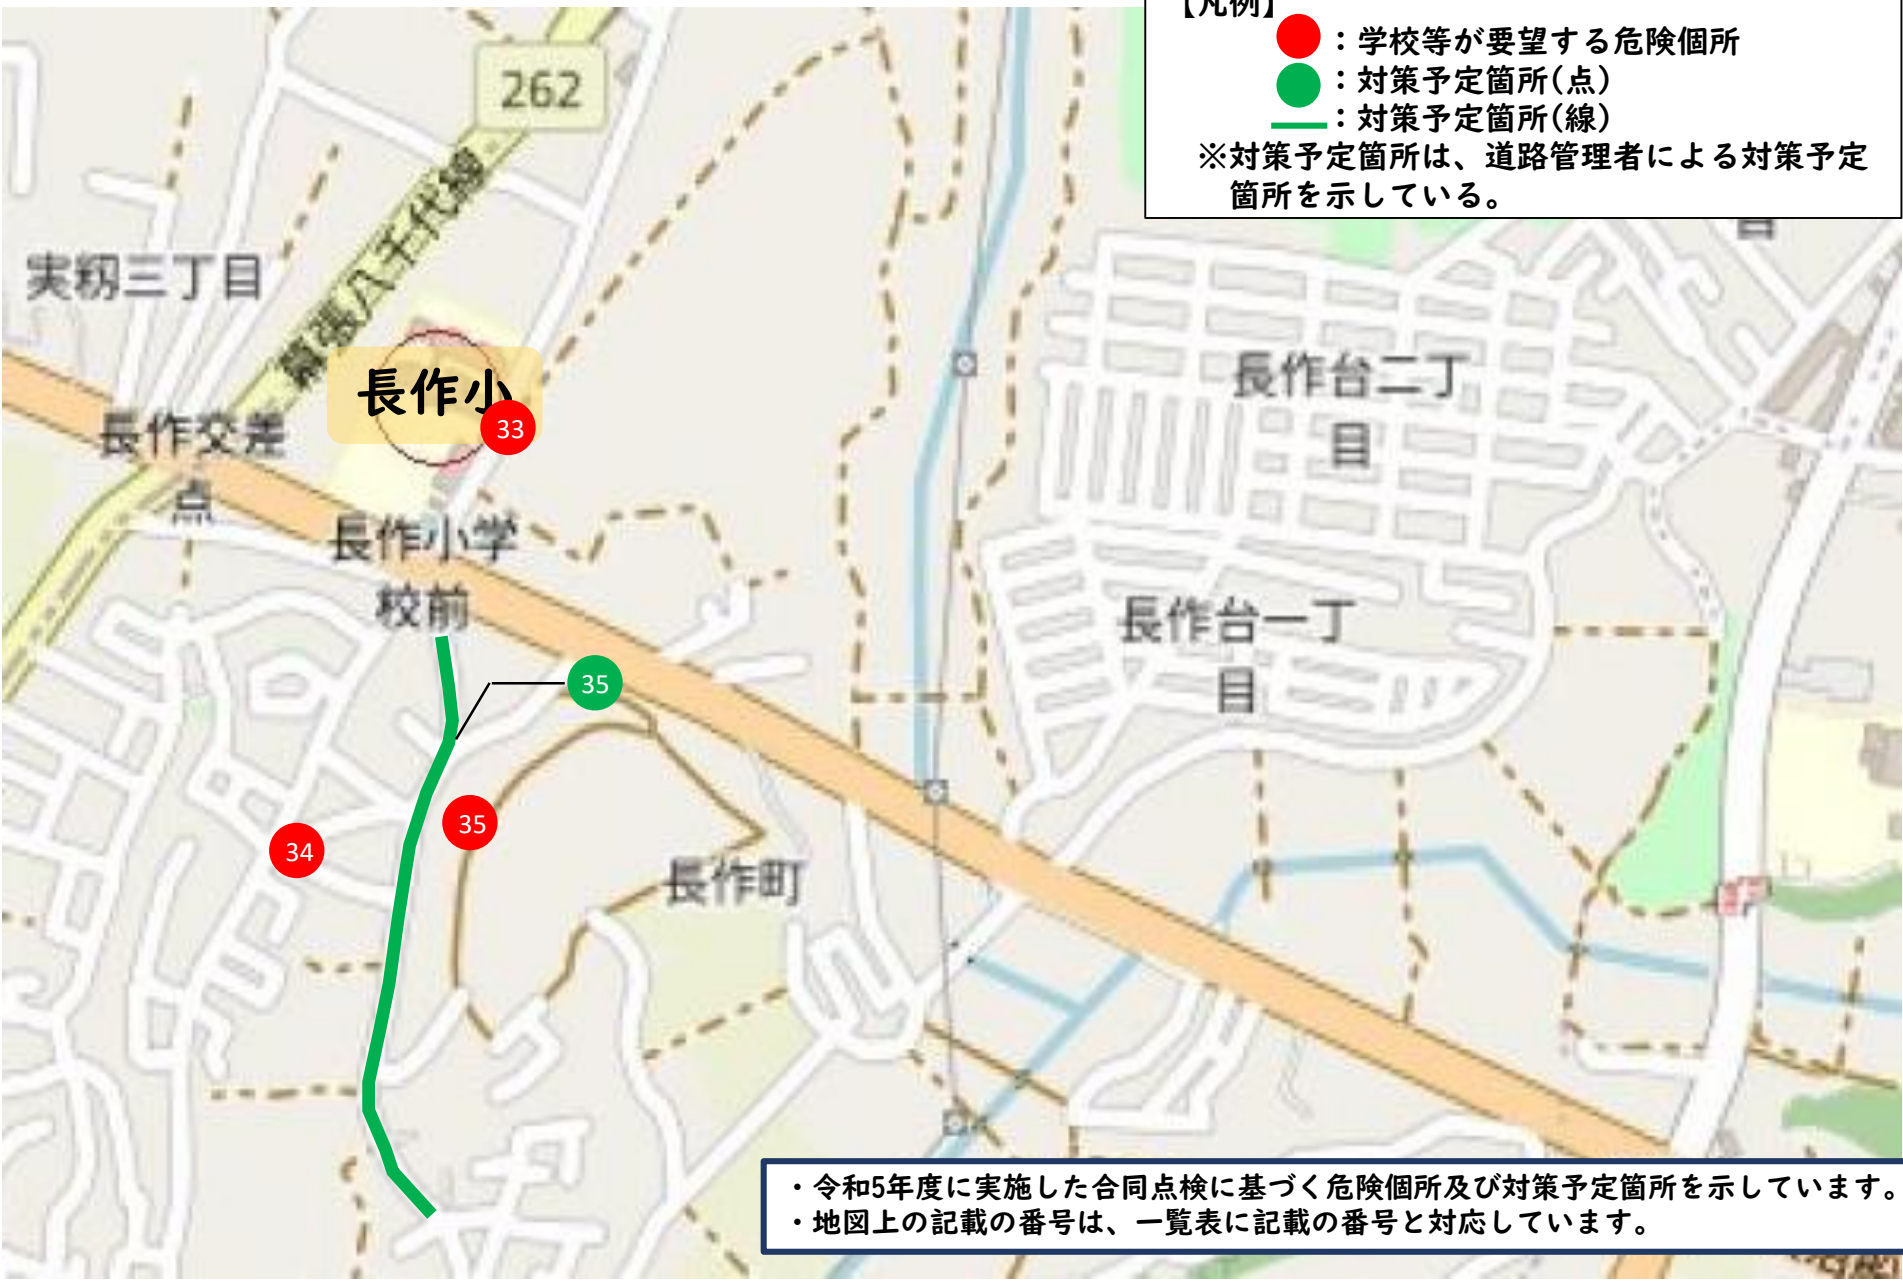 【凡例】
：学校等が要望する危険個所
：対策予定箇所(点)
：対策予定箇所(線)
※対策予定箇所は、道路管理者による対策予定
箇所を示している。
262
幕張八千代線
実籾三丁目
長作小
33
長作交差
点
長作小学
校前
長作台二丁
目
長作台一丁
目
35
35
34
長作町
・令和5年度に実施した合同点検に基づく危険個所及び対策予定箇所を示しています。
・地図上の記載の番号は、一覧表に記載の番号と対応しています。